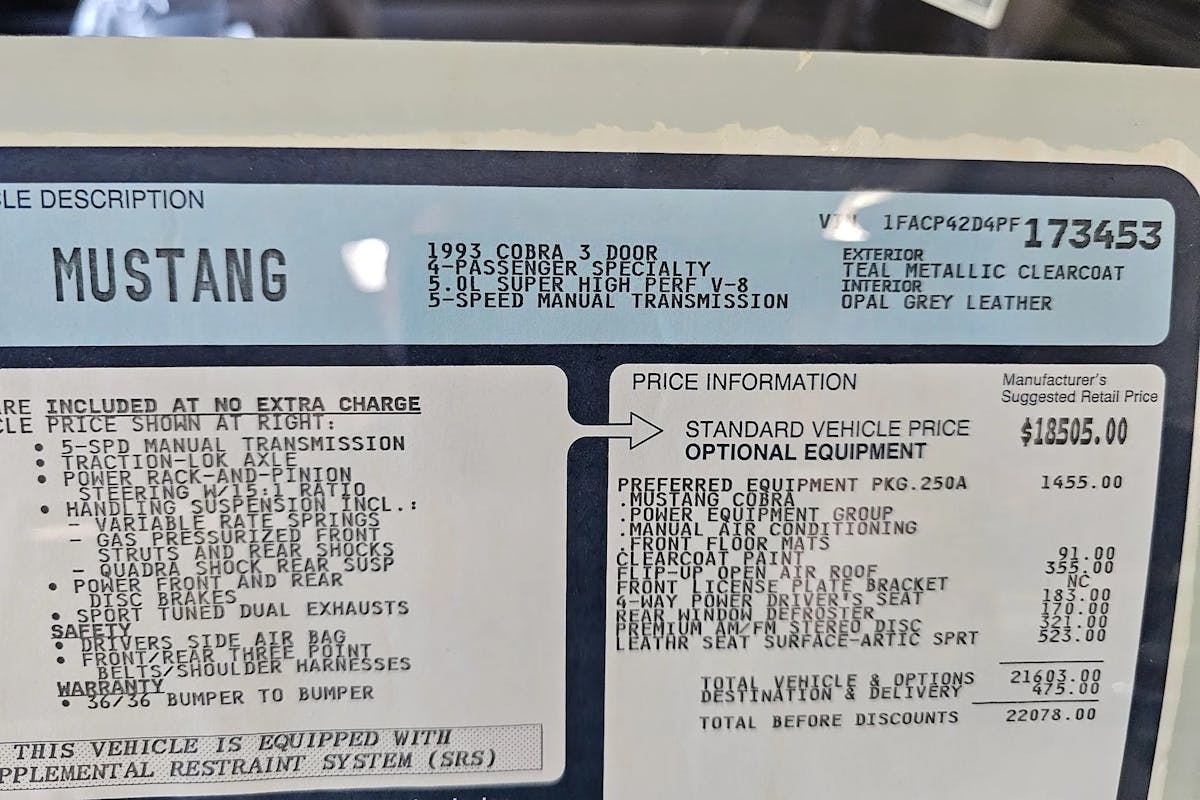 LE DESCRIPTION
MUSTANG
1993 COBRA 3 DOOR
4-PASSENGER SPECIALTY
5.0L SUPER HIGH PERF V-8
5-SPEED MANUAL TRANSMISSION
VIN 1FACP42D4PF173453
EXTERIOR
TEAL METALLIC CLEARCOAT
INTERIOR
OPAL GREY LEATHER
RE INCLUDED AT NO EXTRA CHARGE
CLE PRICE SHOWN AT RIGHT:
• 5-SPD MANUAL TRANSMISSION
• TRACTION-LOK AXLE
• POWER RACK-AND-PINION
STEERING W/15:1 RATIO
• HANDLING SUSPENSION INCL.:
- VARIABLE RATE SPRINGS
- GAS PRESSURIZED FRONT
STRUTS AND REAR SHOCKS
- QUADRA SHOCK REAR SUSP
• POWER FRONT AND REAR
DISC BRAKES
• SPORT TUNED DUAL EXHAUSTS
SAFETY
• DRIVERS SIDE AIR BAG
• FRONT/REAR THREE POINT
BELTS/SHOULDER HARNESSES
WARRANTY
• 36/36 BUMPER TO BUMPER
THIS VEHICLE IS EQUIPPED WITH
PPLEMENTAL RESTRAINT SYSTEM (SRS)
PRICE INFORMATION
Manufacturer's
Suggested Retail Price
STANDARD VEHICLE PRICE $18505.00
OPTIONAL EQUIPMENT
PREFERRED EQUIPMENT PKG.250A 1455.00
.MUSTANG COBRA
.POWER EQUIPMENT GROUP
.MANUAL AIR CONDITIONING
.FRONT FLOOR MATS
CLEARCOAT PAINT 91.00
FLIP-UP OPEN AIR ROOF 355.00
FRONT LICENSE PLATE BRACKET NC
4-WAY POWER DRIVER'S SEAT 183.00
REAR WINDOW DEFROSTER 170.00
PREMIUM AM/FM STEREO DISC 321.00
LEATHR SEAT SURFACE-ARTIC SPRT 523.00
TOTAL VEHICLE & OPTIONS 21603.00
DESTINATION & DELIVERY 475.00
TOTAL BEFORE DISCOUNTS 22078.00